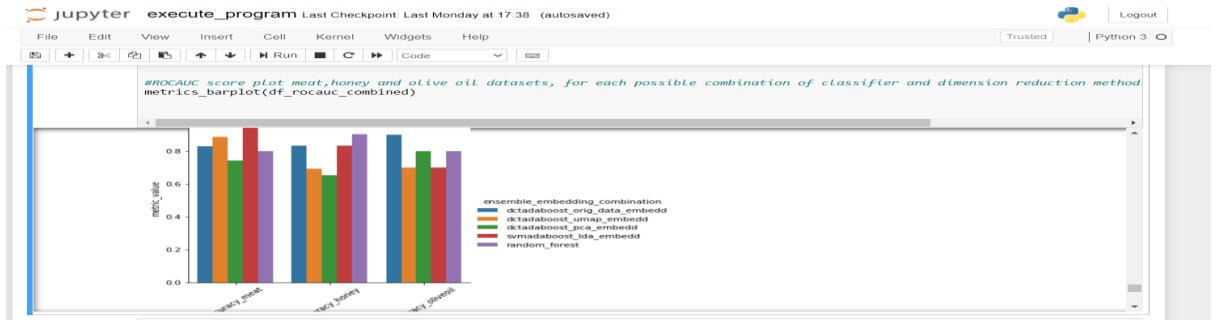 jupyter execute_program Last Checkpoint: Last Monday at 17:38 (autosaved) Logout
File Edit View Insert Cell Kernel Widgets Help Trusted Python 3
Run Code
#ROCAUC score plot meat,honey and olive oil datasets, for each possible combination of classifier and dimension reduction method
metrics_barplot(df_rocauc_combined)
0.8
0.6
0.4
0.2
0.0
metric_value
uracy_meat
racy_honey
acy_oliveoil
ensemble_embedding_combination
dctadaboost_orig_data_embedd
dctadaboost_umap_embedd
dctadaboost_pca_embedd
svmadaboost_lda_embedd
random_forest